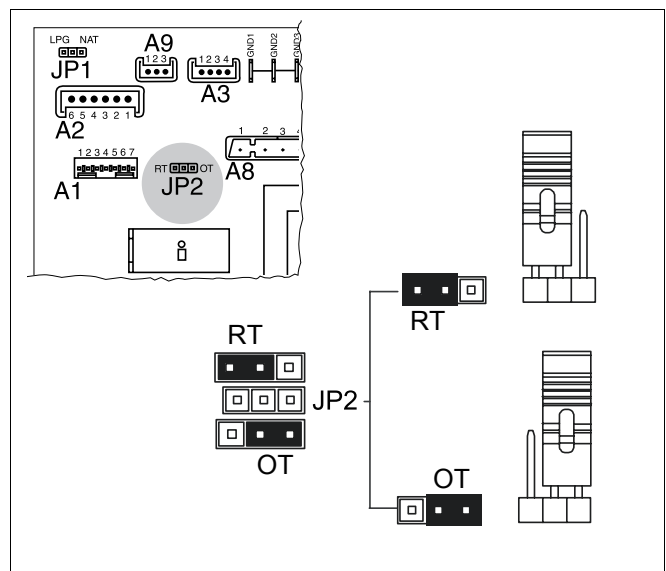 LPG NAT
JP1
A9
1 2 3
1 2 3 4
A3
GND1
GND2
GND3
A2
6 5 4 3 2 1
1 2 3 4 5 6 7
A1
RT OT
JP2
1 2 3
A8
RT
RT
JP2
OT
OT